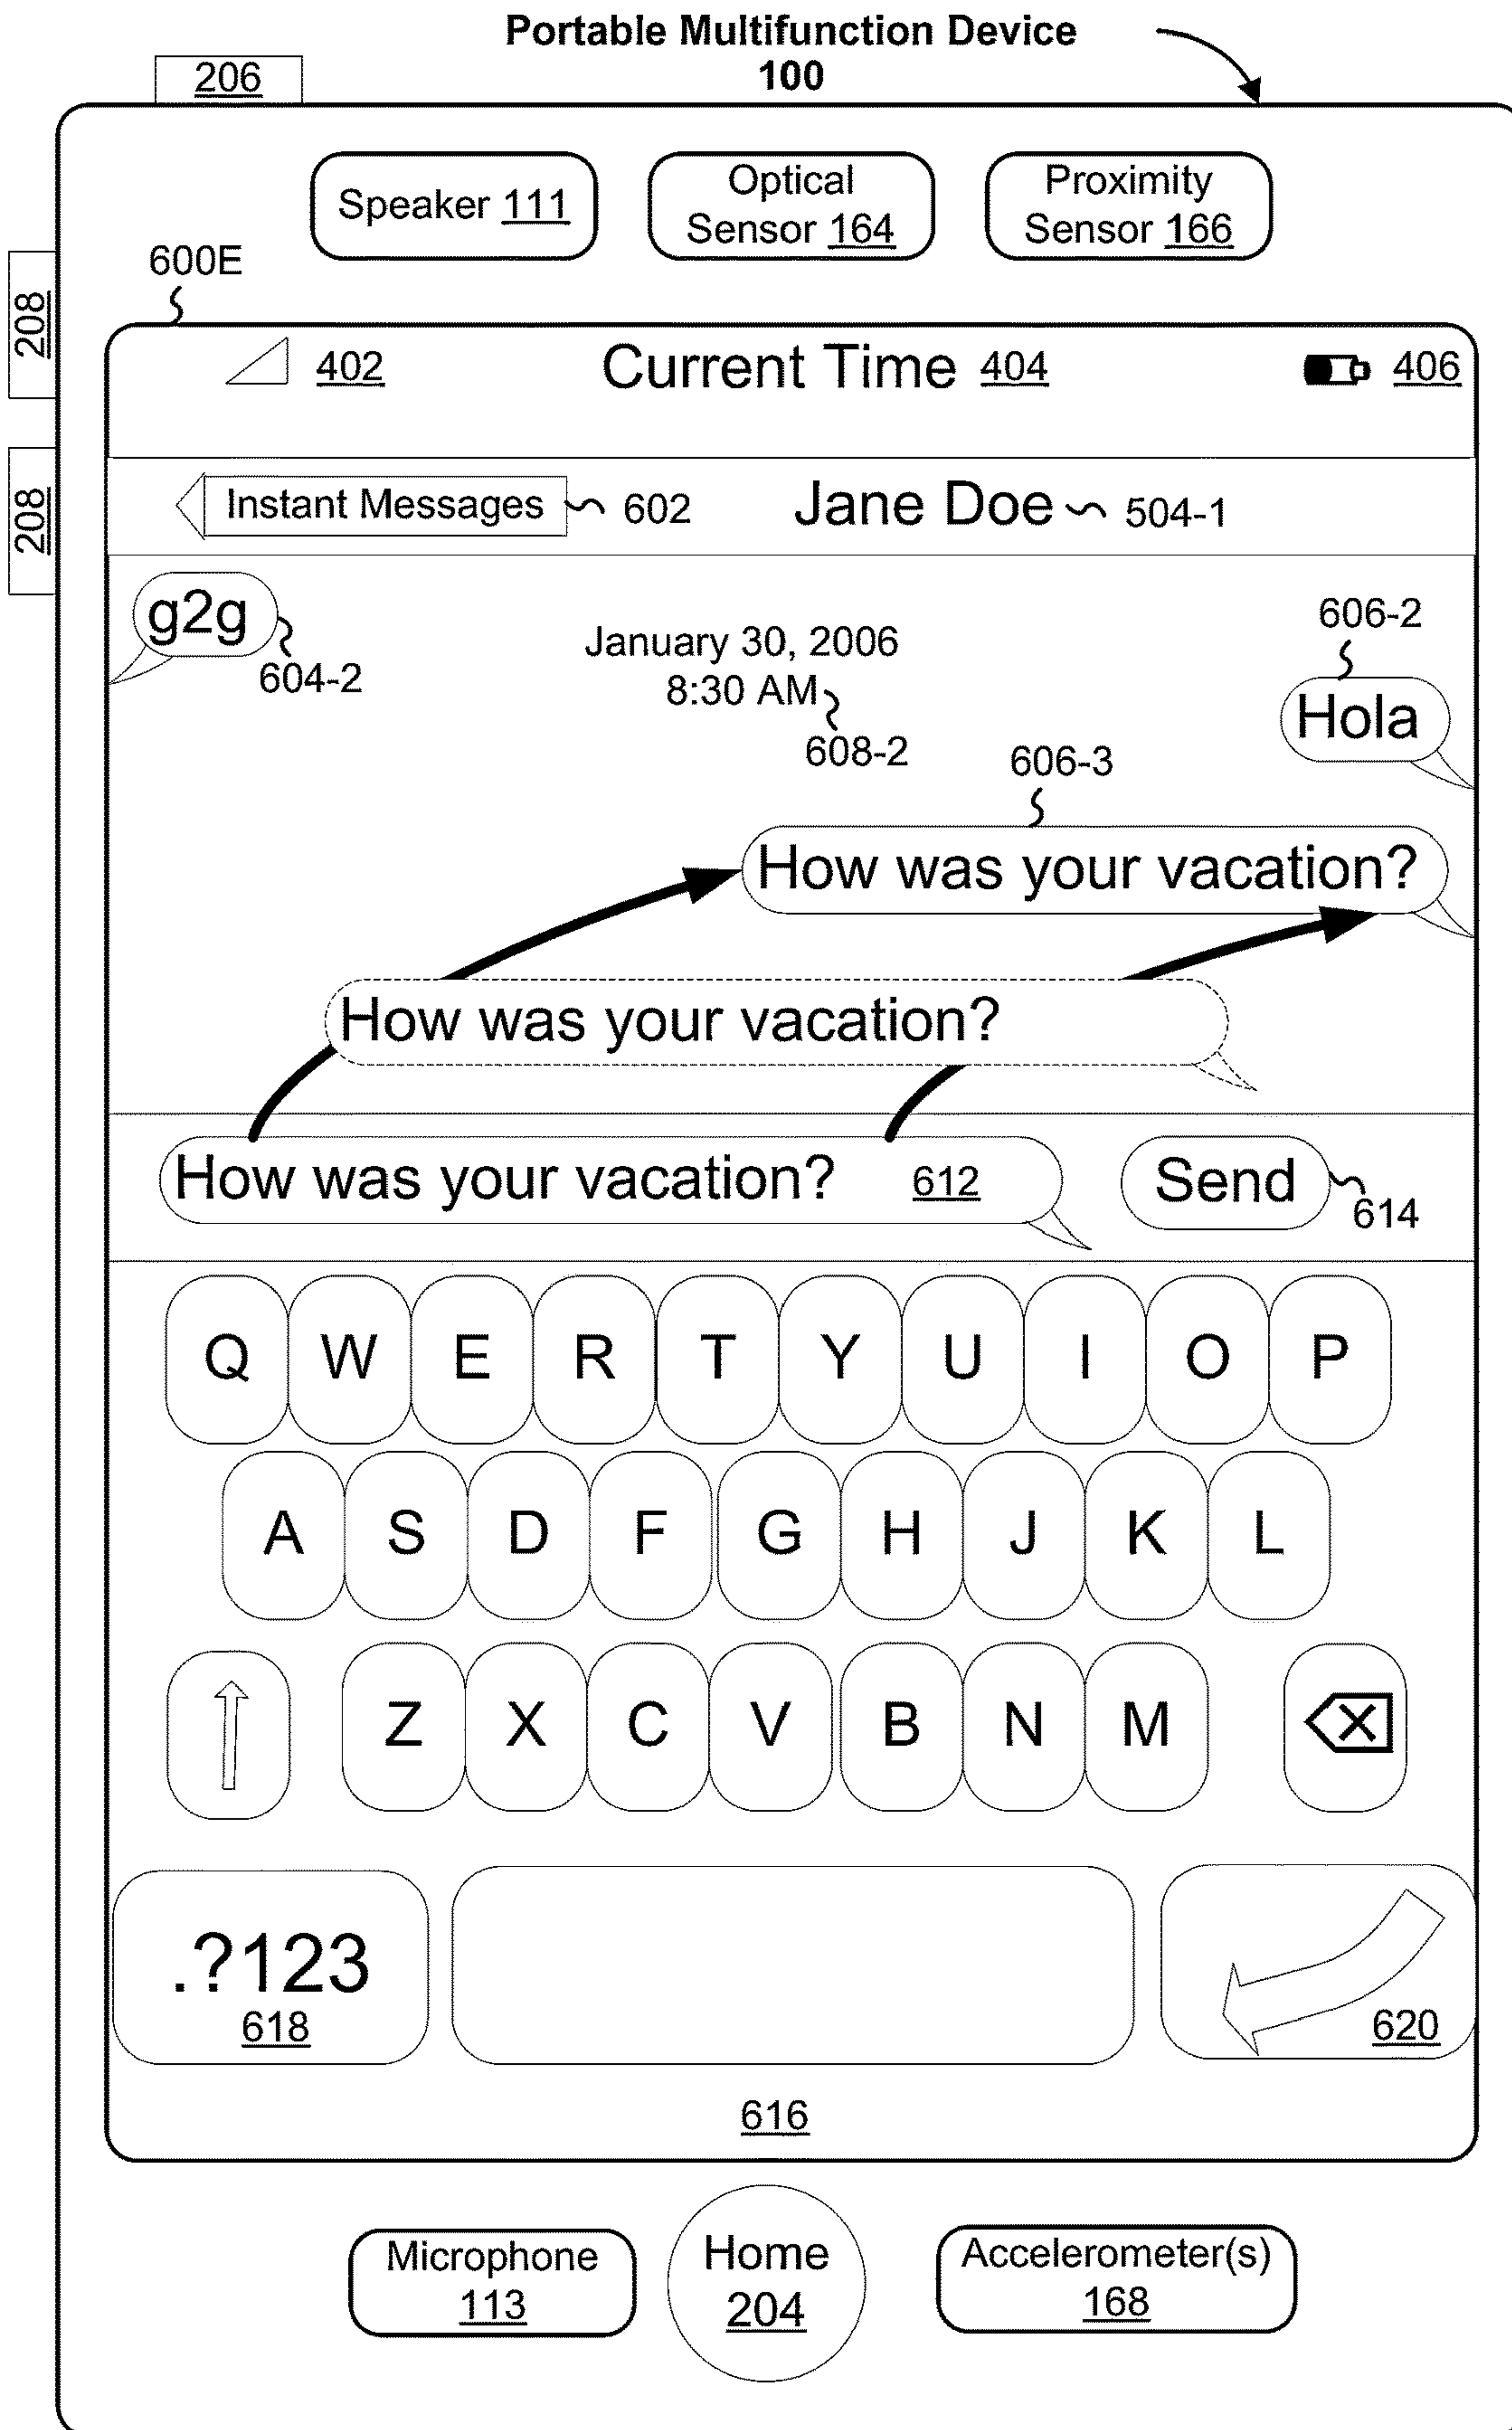 Portable Multifunction Device
100
206
Speaker 111
Optical
Sensor 164
Proximity
Sensor 166
600E
208
208
402
Current Time 404
406
Instant Messages
602
Jane Doe
504-1
g2g
604-2
January 30, 2006
8:30 AM
608-2
606-2
Hola
606-3
How was your vacation?
How was your vacation?
How was your vacation? 612
Send
614
Q W E R T Y U I O P
A S D F G H J K L
Z X C V B N M
.?123
618
620
616
Microphone
113
Home
204
Accelerometer(s)
168